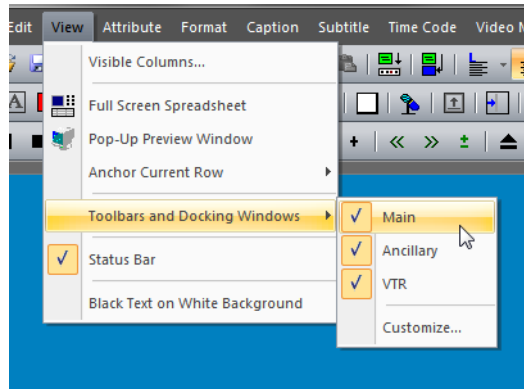 Edit View Attribute Format Caption Subtitle Time Code Video
Visible Columns...
A
Full Screen Spreadsheet
Pop-Up Preview Window
Anchor Current Row
Toolbars and Docking Windows
Main
Status Bar
Ancillary
VTR
Black Text on White Background
Customize...